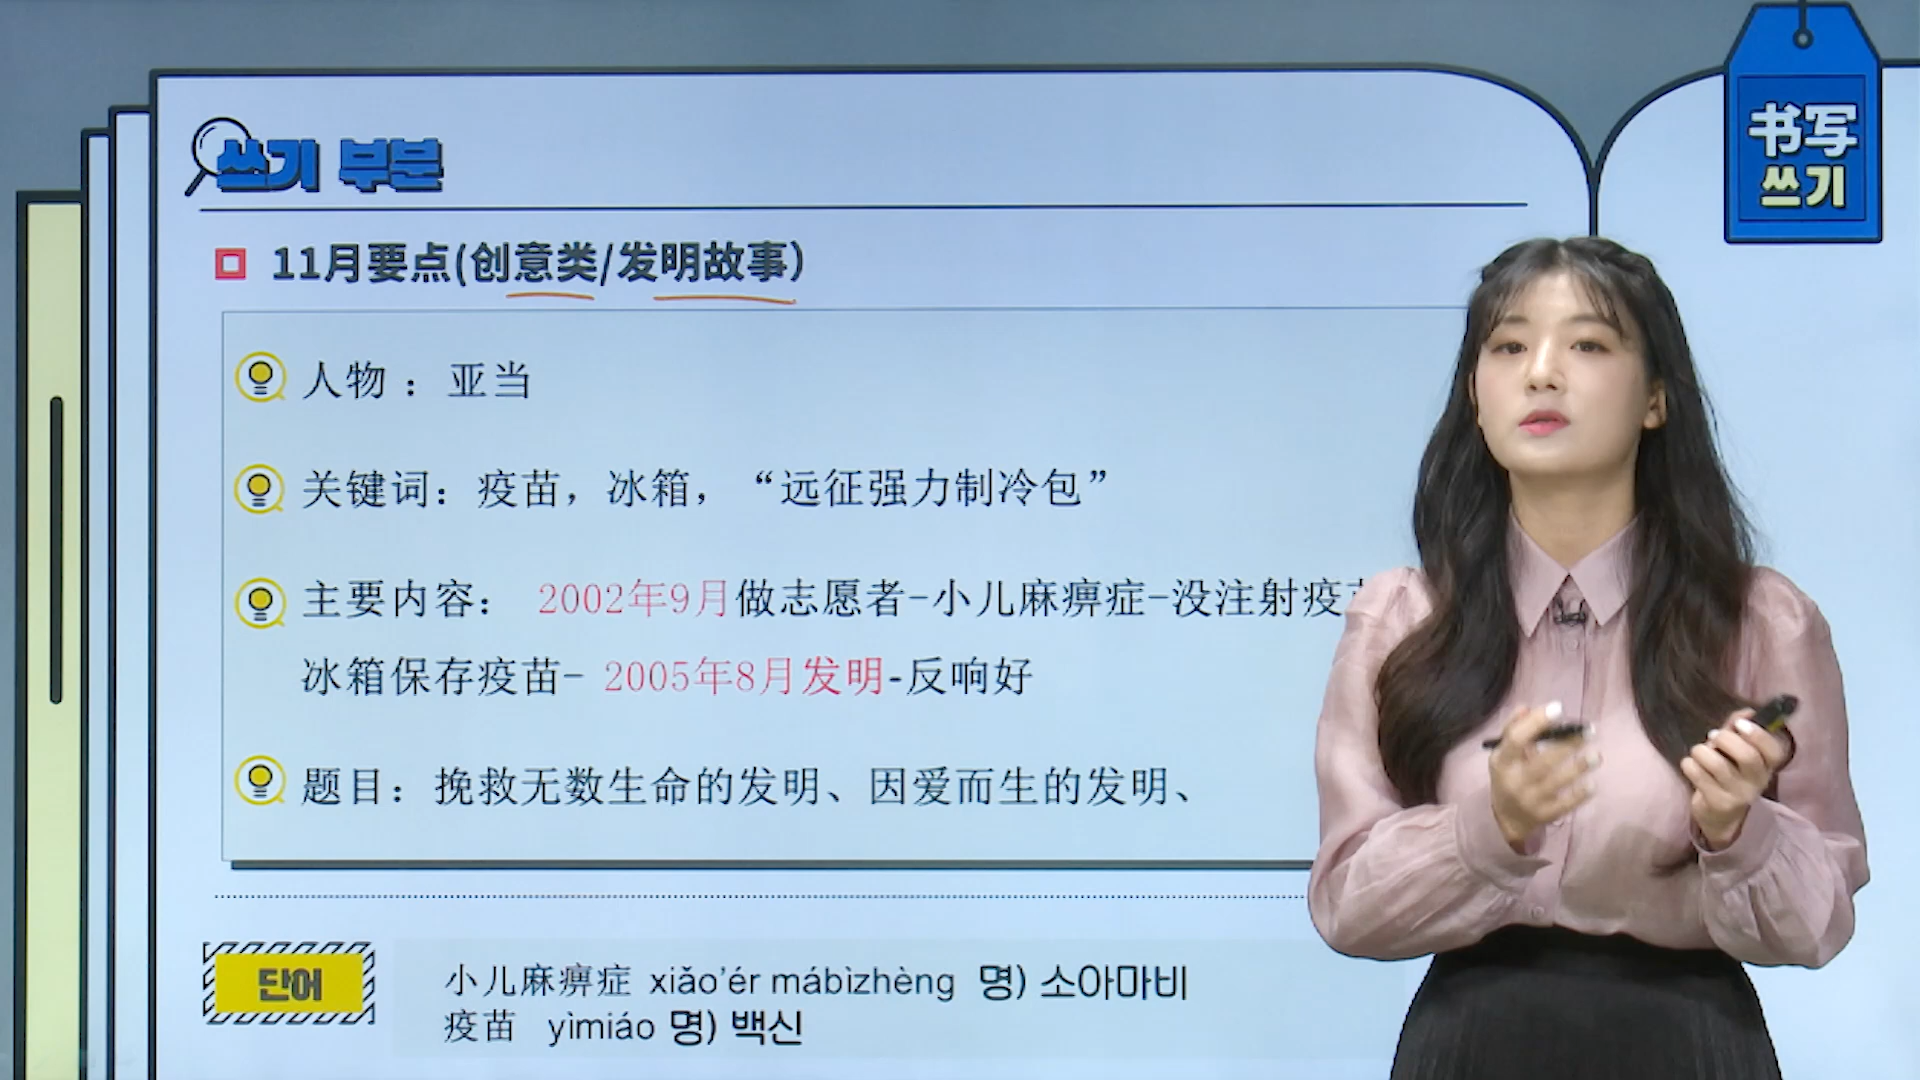 书写
쓰기
쓰기 부분
11月要点(创意类/发明故事)
人物：亚当
关键词：疫苗，冰箱，“远征强力制冷包”
主要内容： 2002年9月做志愿者-小儿麻痹症-没注射疫
冰箱保存疫苗- 2005年8月发明-反响好
题目：挽救无数生命的发明、因爱而生的发明、
단어
小儿麻痹症 xiǎo’ér mábìzhèng 명) 소아마비
疫苗 yìmiáo 명) 백신